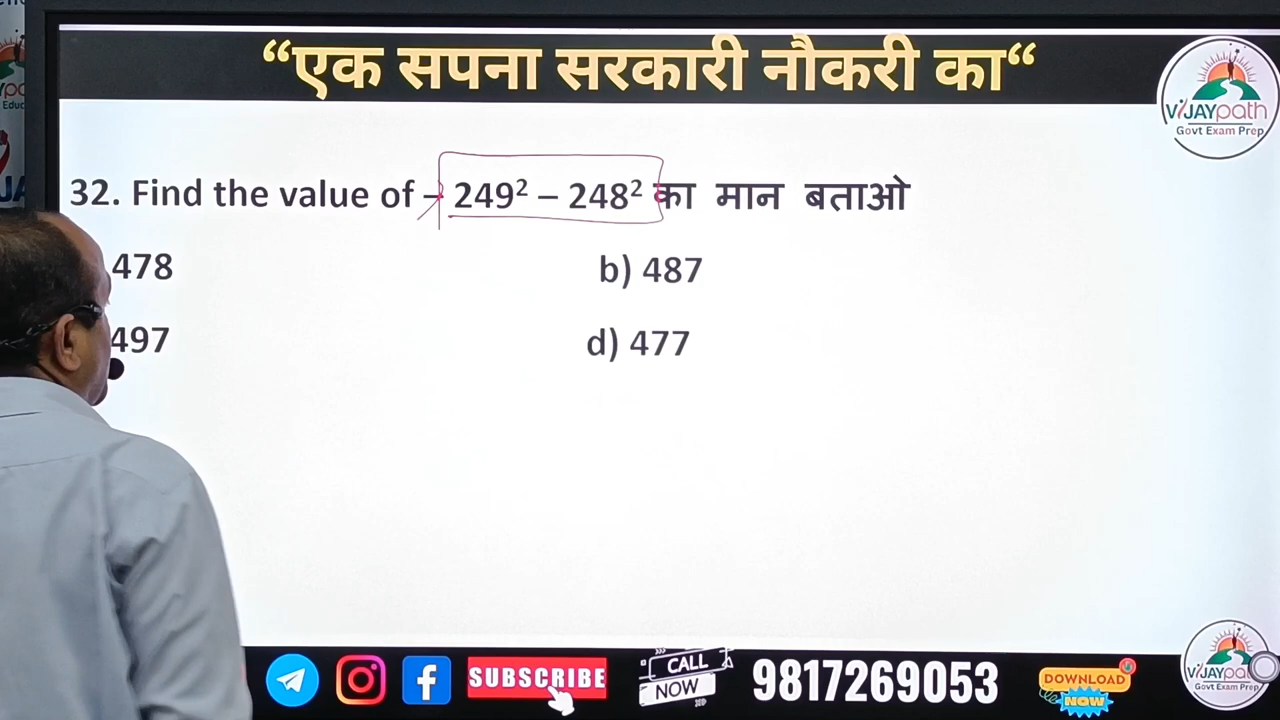 “एक सपना सरकारी नौकरी का“
VIJAYpath
Govt Exam Prep
32. Find the value of – 249² – 248² का मान बताओ
478
b) 487
497
d) 477
SUBSCRIBE
CALL
NOW
9817269053
DOWNLOAD
NOW
VIJAYpath
Govt Exam Prep